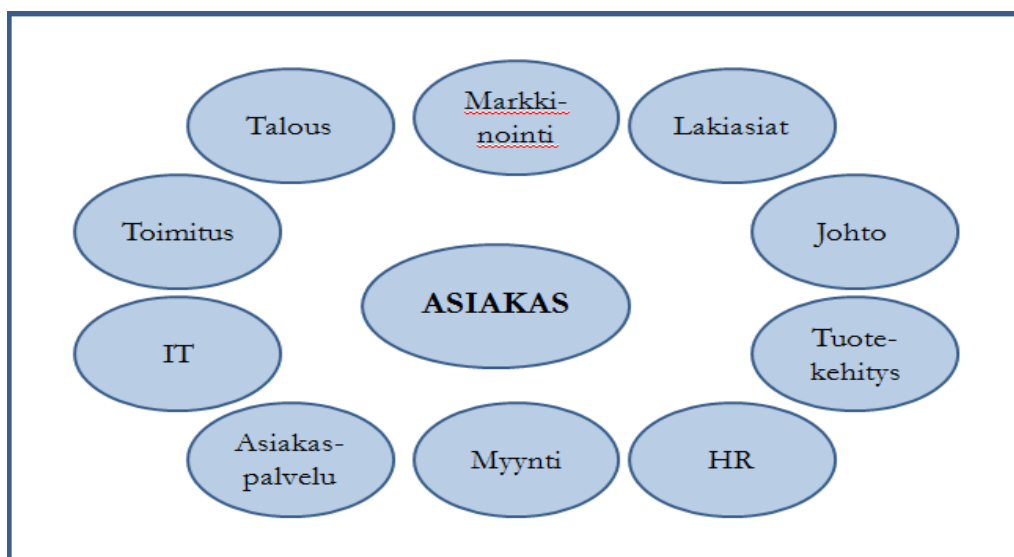 Talous
Markki-
nointi
Lakiasiat
Toimitus
Johto
ASIAKAS
IT
Tuote-
kehitys
Asiakas-
palvelu
Myynti
HR